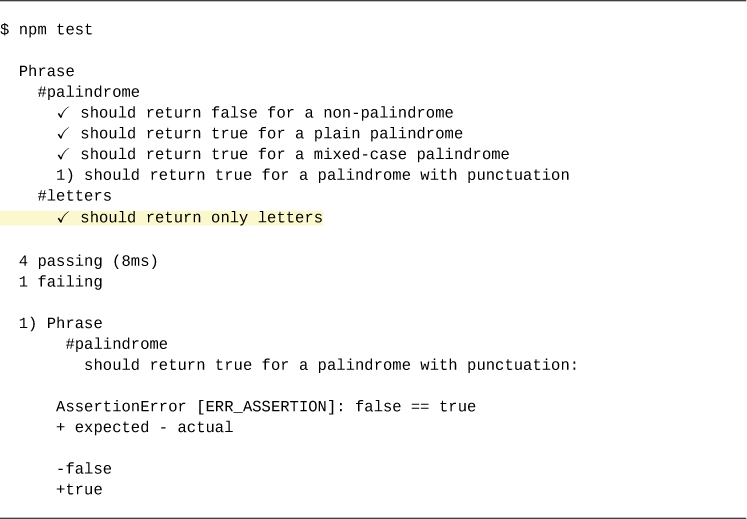 $ npm test
Phrase
#palindrome
✓ should return false for a non-palindrome
✓ should return true for a plain palindrome
✓ should return true for a mixed-case palindrome
1) should return true for a palindrome with punctuation
#letters
✓ should return only letters
4 passing (8ms)
1 failing
1) Phrase
#palindrome
should return true for a palindrome with punctuation:
AssertionError [ERR_ASSERTION]: false == true
+ expected - actual
-false
+true